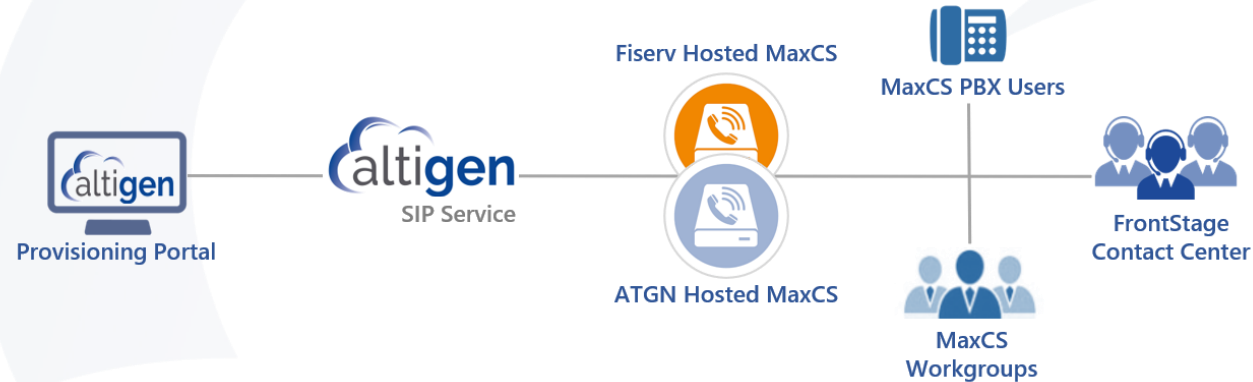 altigen
Provisioning Portal
altigen
SIP Service
Fiserv Hosted MaxCS
ATGN Hosted MaxCS
MaxCS PBX Users
MaxCS
Workgroups
FrontStage
Contact Center